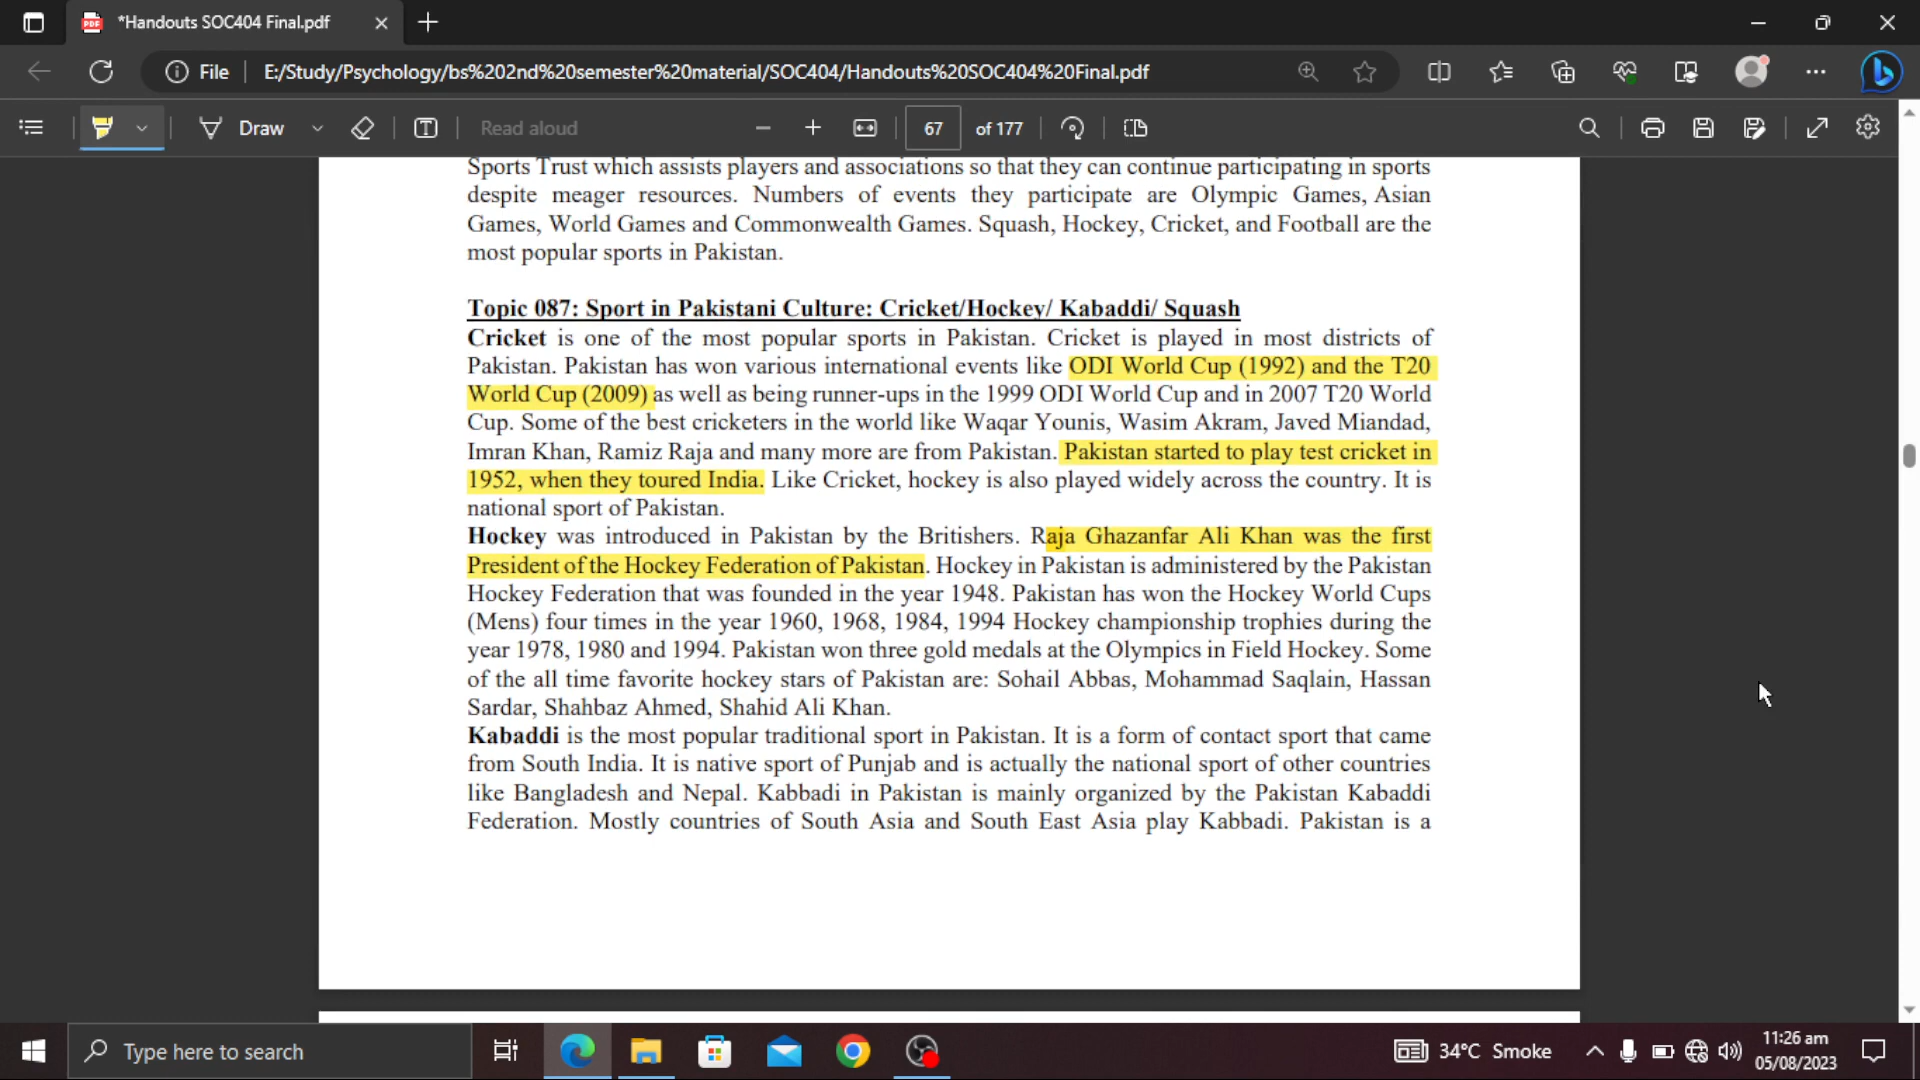 *Handouts SOC404 Final.pdf
File E:/Study/Psychology/bs%202nd%20semester%20material/SOC404/Handouts%20SOC404%20Final.pdf
Draw Read aloud 67 of 177
Sports Trust which assists players and associations so that they can continue participating in sports
despite meager resources. Numbers of events they participate are Olympic Games, Asian
Games, World Games and Commonwealth Games. Squash, Hockey, Cricket, and Football are the
most popular sports in Pakistan.
Topic 087: Sport in Pakistani Culture: Cricket/Hockey/ Kabaddi/ Squash
Cricket is one of the most popular sports in Pakistan. Cricket is played in most districts of
Pakistan. Pakistan has won various international events like ODI World Cup (1992) and the T20
World Cup (2009) as well as being runner-ups in the 1999 ODI World Cup and in 2007 T20 World
Cup. Some of the best cricketers in the world like Waqar Younis, Wasim Akram, Javed Miandad,
Imran Khan, Ramiz Raja and many more are from Pakistan. Pakistan started to play test cricket in
1952, when they toured India. Like Cricket, hockey is also played widely across the country. It is
national sport of Pakistan.
Hockey was introduced in Pakistan by the Britishers. Raja Ghazanfar Ali Khan was the first
President of the Hockey Federation of Pakistan. Hockey in Pakistan is administered by the Pakistan
Hockey Federation that was founded in the year 1948. Pakistan has won the Hockey World Cups
(Mens) four times in the year 1960, 1968, 1984, 1994 Hockey championship trophies during the
year 1978, 1980 and 1994. Pakistan won three gold medals at the Olympics in Field Hockey. Some
of the all time favorite hockey stars of Pakistan are: Sohail Abbas, Mohammad Saqlain, Hassan
Sardar, Shahbaz Ahmed, Shahid Ali Khan.
Kabaddi is the most popular traditional sport in Pakistan. It is a form of contact sport that came
from South India. It is native sport of Punjab and is actually the national sport of other countries
like Bangladesh and Nepal. Kabbadi in Pakistan is mainly organized by the Pakistan Kabaddi
Federation. Mostly countries of South Asia and South East Asia play Kabbadi. Pakistan is a
Type here to search 34°C Smoke 11:26 am
05/08/2023